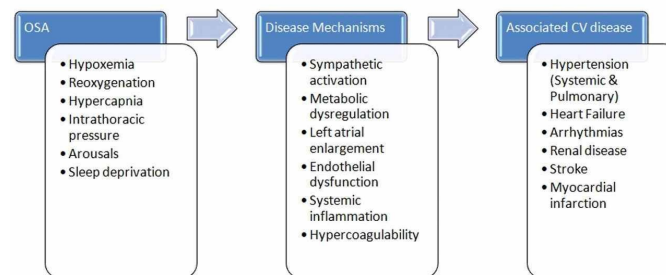 OSA
• Hypoxemia
• Reoxygenation
• Hypercapnia
• Intrathoracic
pressure
• Arousals
• Sleep deprivation
Disease Mechanisms
• Sympathetic
activation
• Metabolic
dysregulation
• Left atrial
enlargement
• Endothelial
dysfunction
• Systemic
inflammation
• Hypercoagulability
Associated CV disease
• Hypertension
(Systemic &
Pulmonary)
• Heart Failure
• Arrhythmias
• Renal disease
• Stroke
• Myocardial
infarction